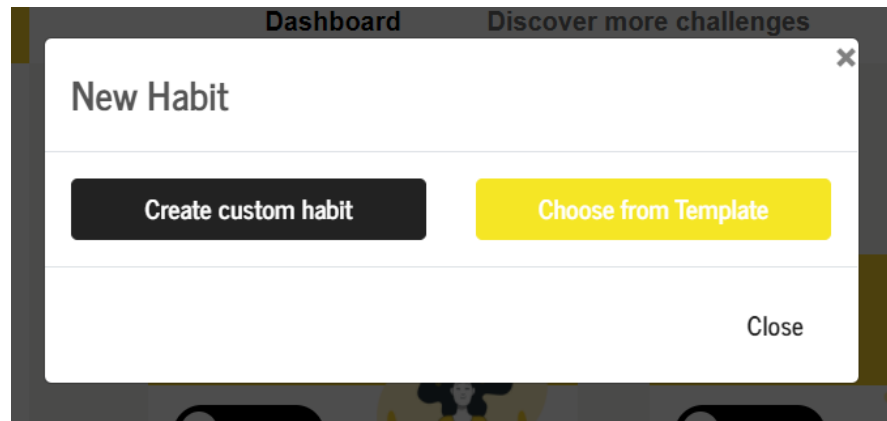 Dashboard Discover more challenges
×
New Habit
Create custom habit Choose from Template
Close